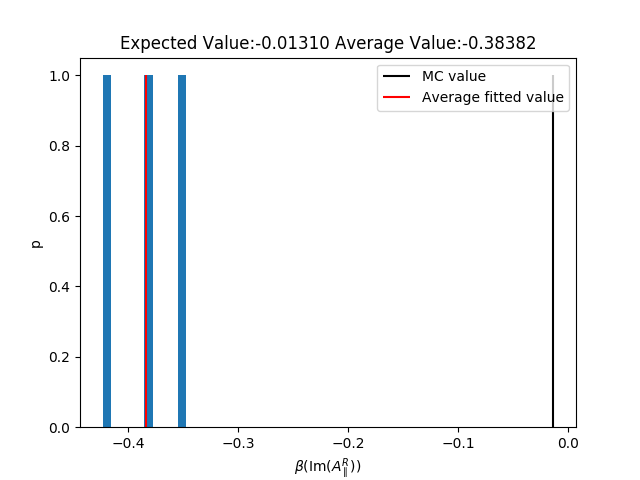 Expected Value:-0.01310 Average Value:-0.38382
MC value
Average fitted value
p
1.0
0.8
0.6
0.4
0.2
0.0
−0.4 −0.3 −0.2 −0.1 0.0
β(Im(A∥^R))